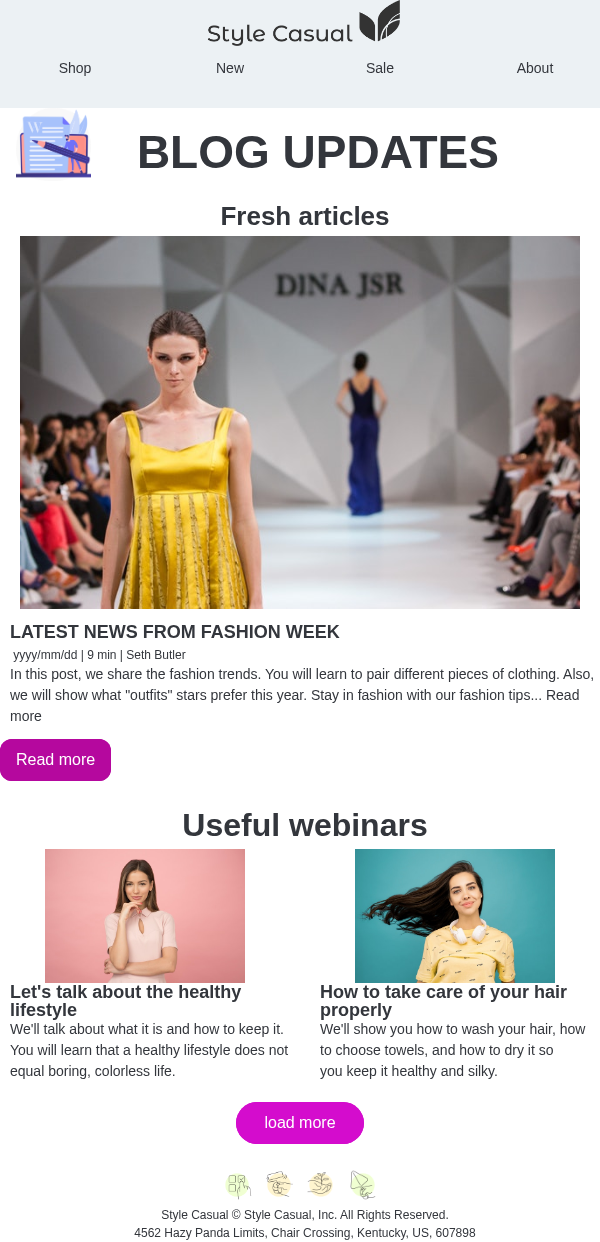 Style Casual
Shop New Sale About
W
BLOG UPDATES
Fresh articles
DINA JSR
LATEST NEWS FROM FASHION WEEK
yyyy/mm/dd | 9 min | Seth Butler
In this post, we share the fashion trends. You will learn to pair different pieces of clothing. Also,
we will show what "outfits" stars prefer this year. Stay in fashion with our fashion tips... Read
more
Read more
Useful webinars
Let's talk about the healthy
lifestyle
We'll talk about what it is and how to keep it.
You will learn that a healthy lifestyle does not
equal boring, colorless life.
How to take care of your hair
properly
We'll show you how to wash your hair, how
to choose towels, and how to dry it so
you keep it healthy and silky.
load more
Style Casual © Style Casual, Inc. All Rights Reserved.
4562 Hazy Panda Limits, Chair Crossing, Kentucky, US, 607898